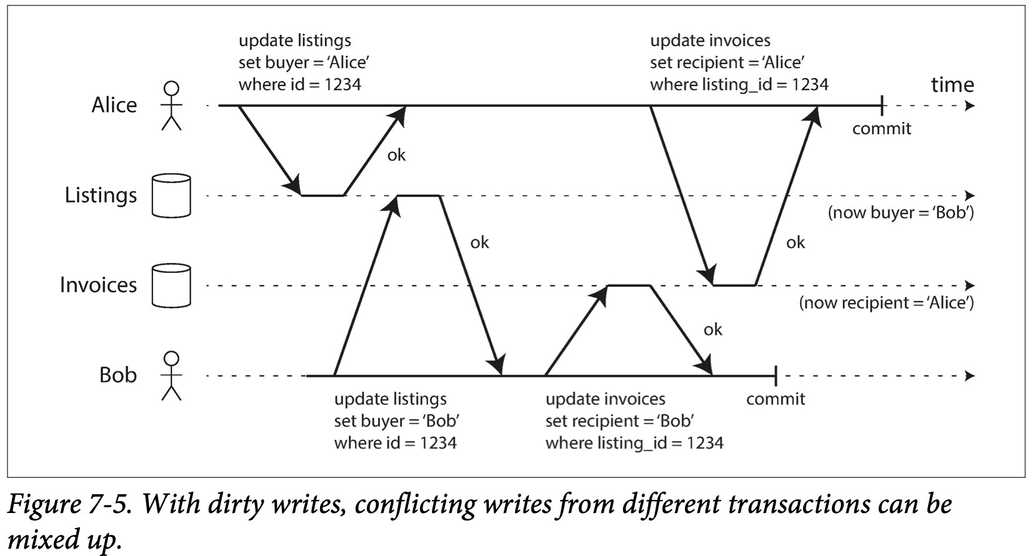 update listings
set buyer = ‘Alice’
where id = 1234
update invoices
set recipient = ‘Alice’
where listing_id = 1234
time
Alice
commit
ok
Listings
(now buyer = ‘Bob’)
ok
ok
Invoices
(now recipient = ‘Alice’)
ok
Bob
commit
update listings
set buyer = ‘Bob’
where id = 1234
update invoices
set recipient = ‘Bob’
where listing_id = 1234
Figure 7-5. With dirty writes, conflicting writes from different transactions can be
mixed up.